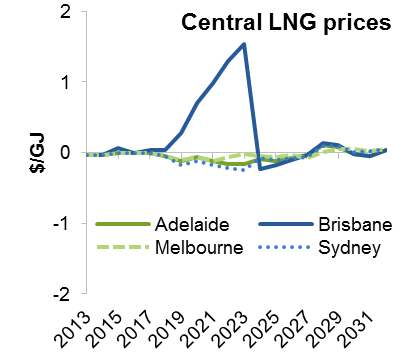 Central LNG prices
2
1
0
-1
-2
$/GJ
Adelaide
Brisbane
Melbourne
Sydney
2013
2015
2017
2019
2021
2023
2025
2027
2029
2031